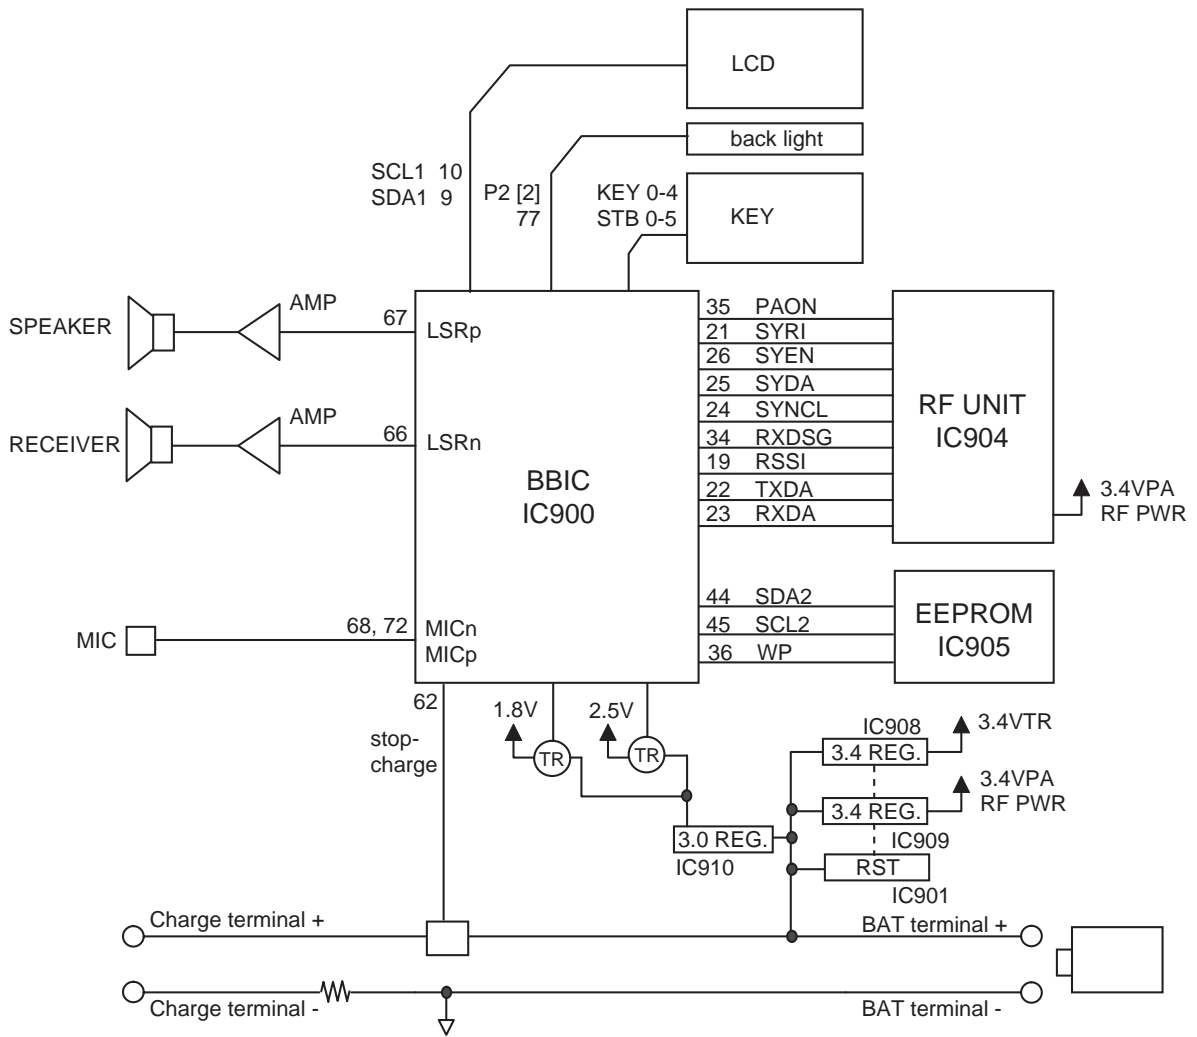 LCD
back light
SCL1 10
SDA1 9
P2 [2]
77
KEY 0-4
STB 0-5
KEY
SPEAKER
AMP
67
LSRp
RECEIVER
AMP
66
LSRn
BBIC
IC900
35 PAON
21 SYRI
26 SYEN
25 SYDA
24 SYNCL
34 RXDSG
19 RSSI
22 TXDA
23 RXDA
RF UNIT
IC904
3.4VPA
RF PWR
44 SDA2
45 SCL2
36 WP
EEPROM
IC905
MIC
68, 72
MICn
MICp
62
stop-
charge
1.8V
TR
2.5V
TR
IC908
3.4 REG.
3.4VTR
3.4VPA
RF PWR
3.4 REG.
IC909
3.0 REG.
IC910
RST
IC901
Charge terminal +
BAT terminal +
Charge terminal -
BAT terminal -